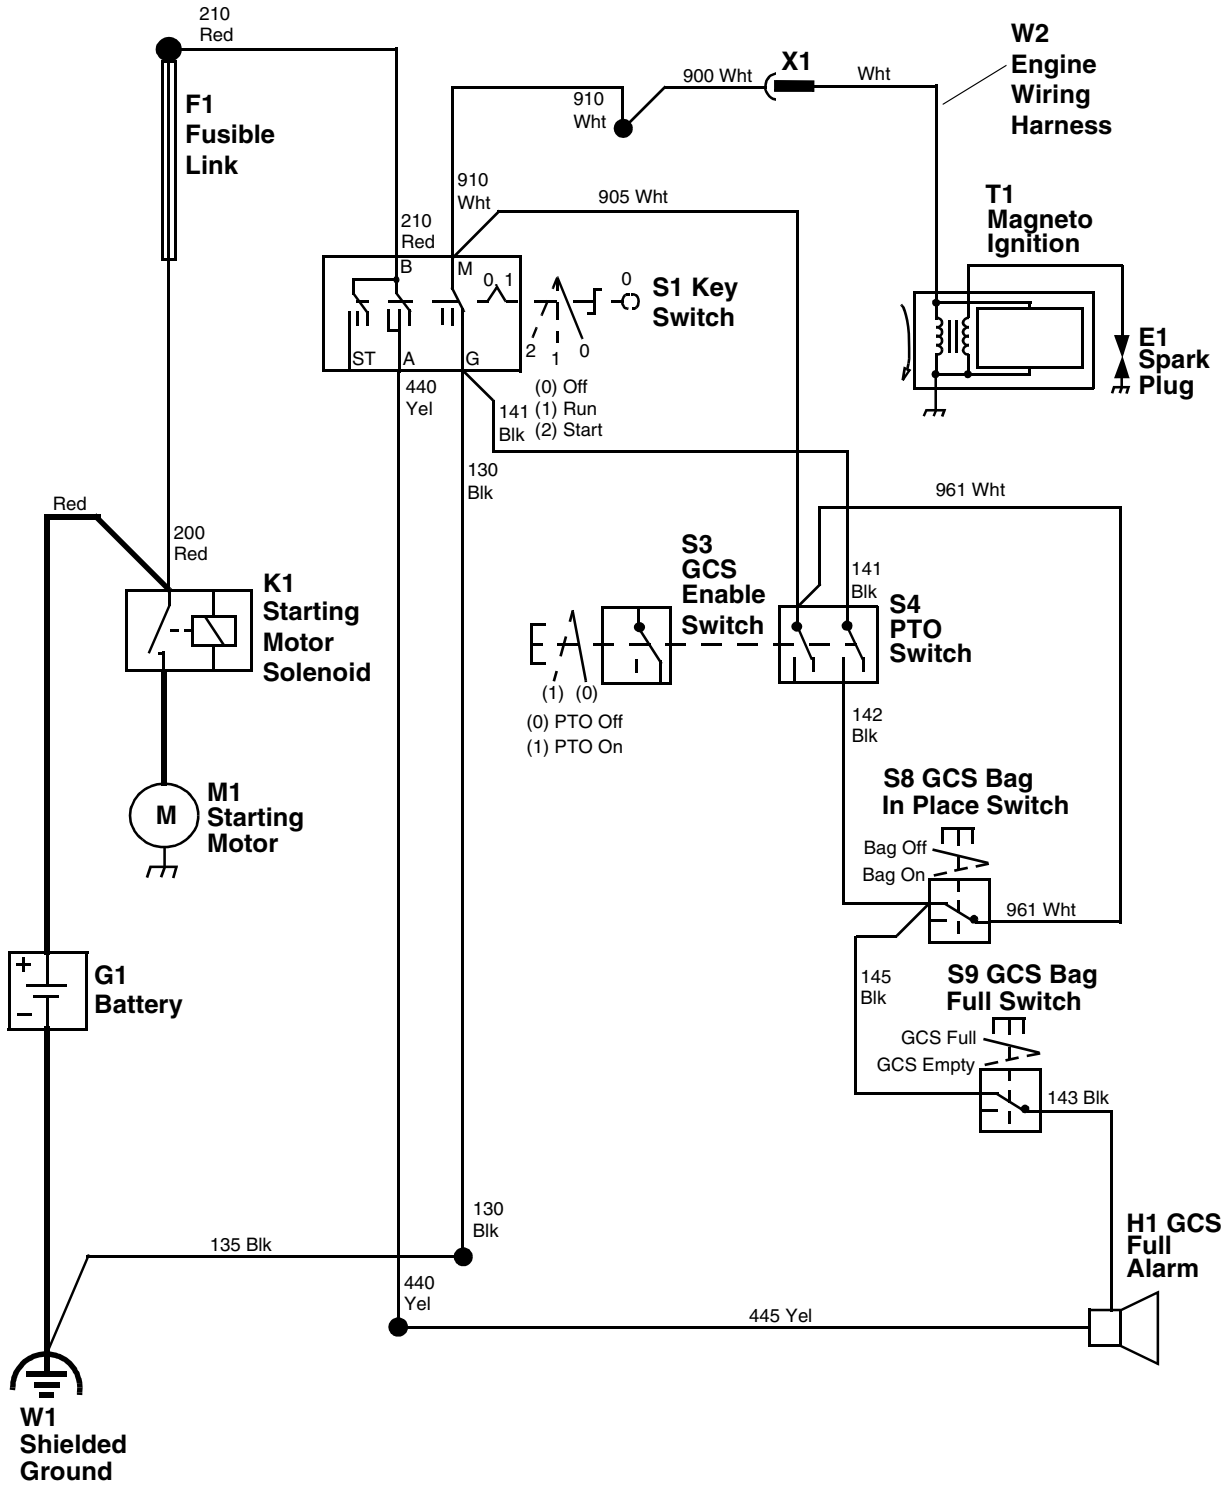 210
Red
W2
Engine
Wiring
Harness
X1
900 Wht
Wht
910
Wht
F1
Fusible
Link
910
Wht
905 Wht
T1
Magneto
Ignition
210
Red
B
M
0 1
0
S1 Key
Switch
2 1 0
ST A G
E1
Spark
Plug
440
Yel
(0) Off
(1) Run
(2) Start
141
Blk
130
Blk
961 Wht
Red
200
Red
S3
GCS
Enable
Switch
141
Blk
K1
Starting
Motor
Solenoid
S4
PTO
Switch
(1) (0)
(0) PTO Off
(1) PTO On
142
Blk
M
M1
Starting
Motor
S8 GCS Bag
In Place Switch
Bag Off
Bag On
961 Wht
+
-
G1
Battery
145
Blk
S9 GCS Bag
Full Switch
GCS Full
GCS Empty
143 Blk
130
Blk
135 Blk
H1 GCS
Full
Alarm
440
Yel
445 Yel
W1
Shielded
Ground